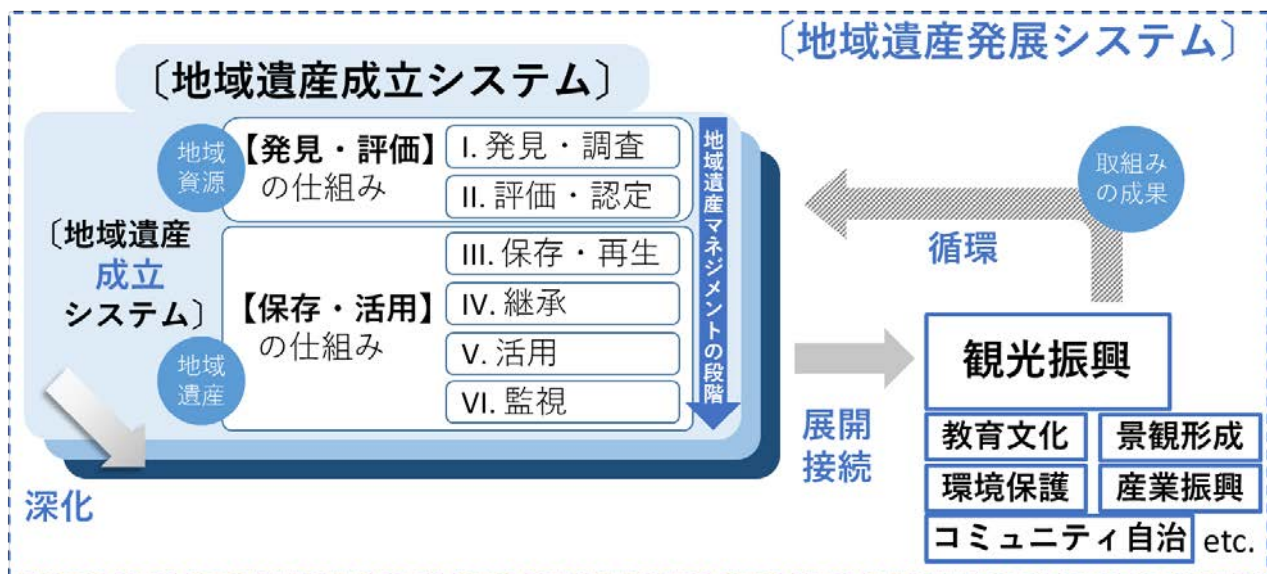 〔地域遺産発展システム〕
〔地域遺産成立システム〕
地域
資源
【発見・評価】
の仕組み
I. 発見・調査
II. 評価・認定
〔地域遺産
成立
システム〕
地域
遺産
【保存・活用】
の仕組み
III. 保存・再生
IV. 継承
V. 活用
VI. 監視
地域遺産マネジメントの段階
深化
展開
接続
循環
取組み
の成果
観光振興
教育文化
景観形成
環境保護
産業振興
コミュニティ自治 etc.